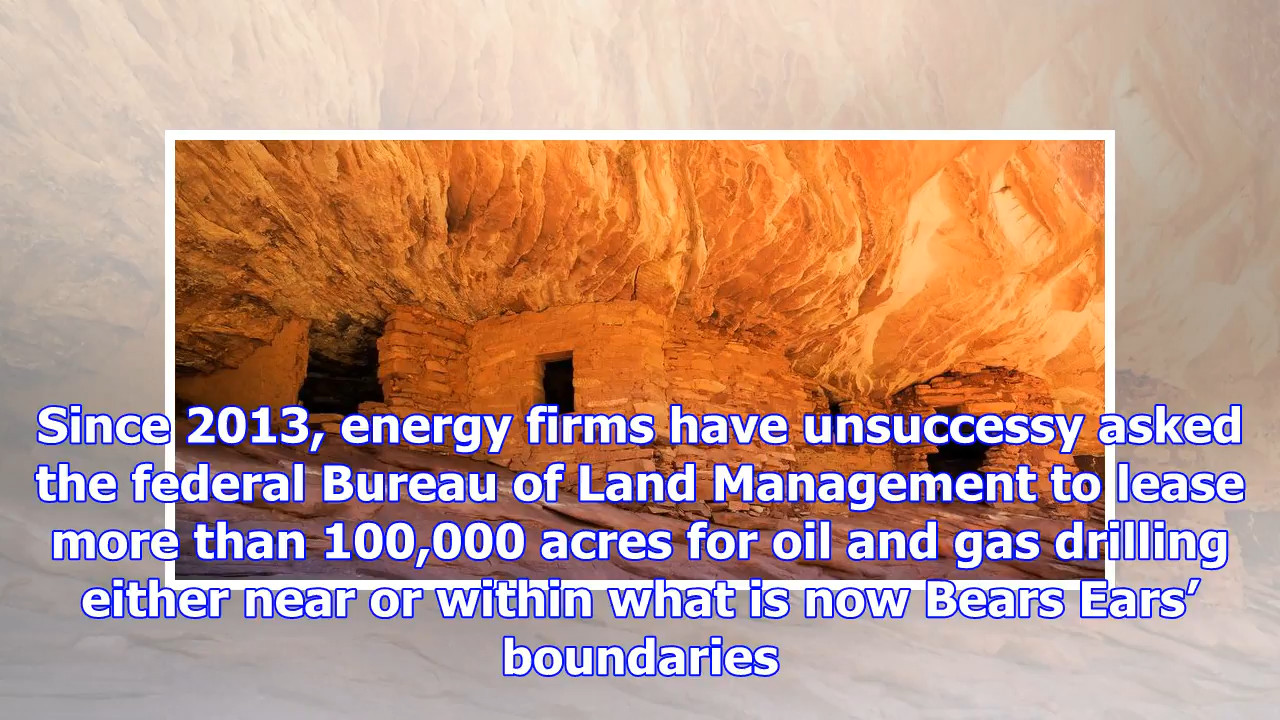 Since 2013, energy firms have unsuccessy asked
the federal Bureau of Land Management to lease
more than 100,000 acres for oil and gas drilling
either near or within what is now Bears Ears’
boundaries